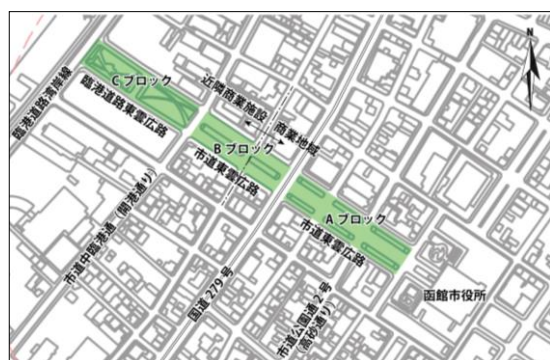 N
Cブロック
臨港道路東雲広路
臨港道路湾岸線
近隣商業施設
商業地域
Bブロック
市道東雲広路
Aブロック
市道東雲広路
市道中臨港通（開港通り）
国道279号
市道公園通2号
高砂通り）
函館市役所